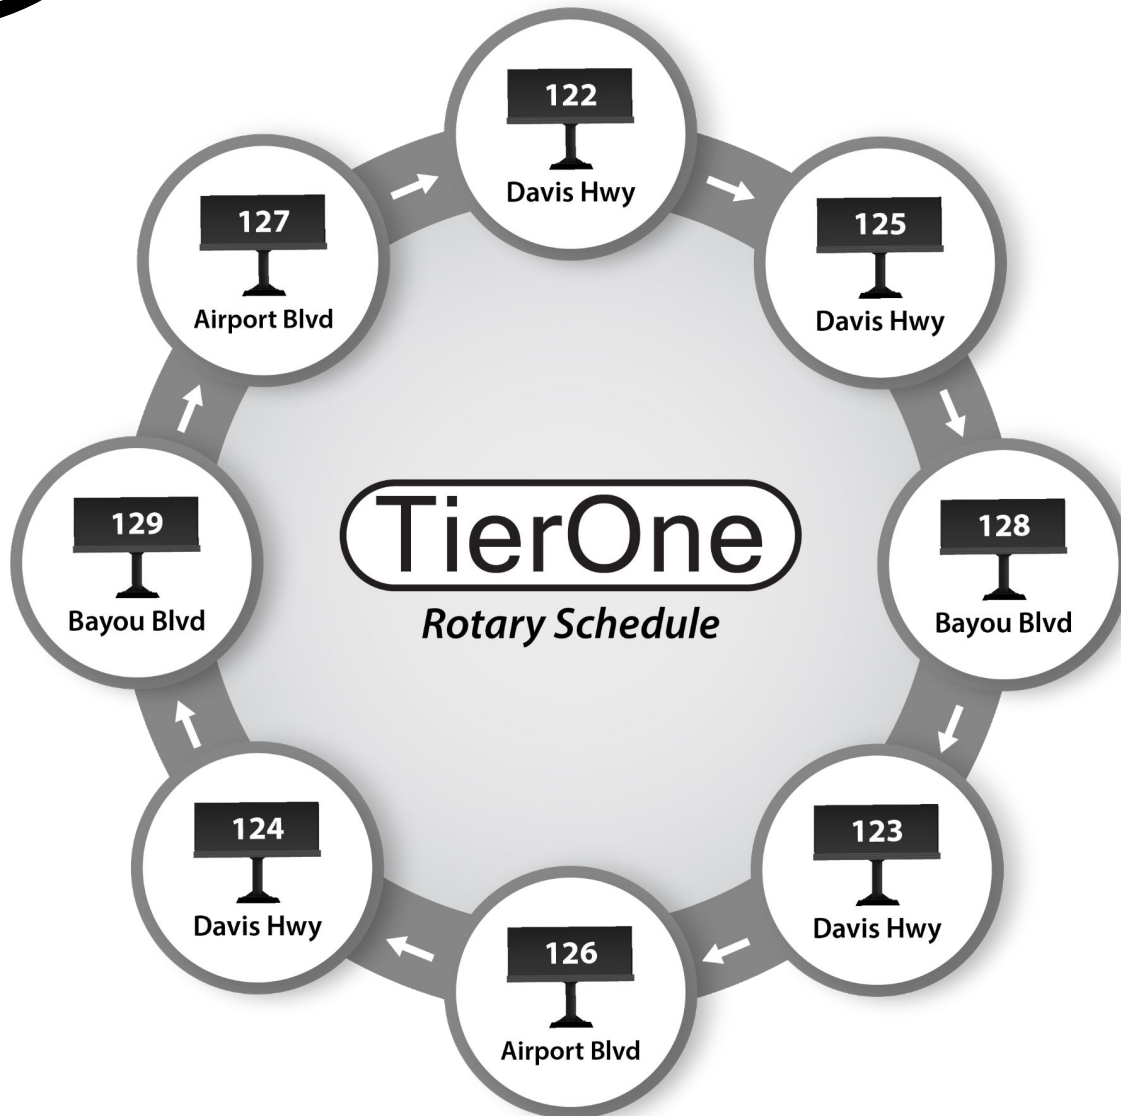 122
Davis Hwy
125
Davis Hwy
128
Bayou Blvd
123
Davis Hwy
126
Airport Blvd
124
Davis Hwy
129
Bayou Blvd
127
Airport Blvd
TierOne
Rotary Schedule